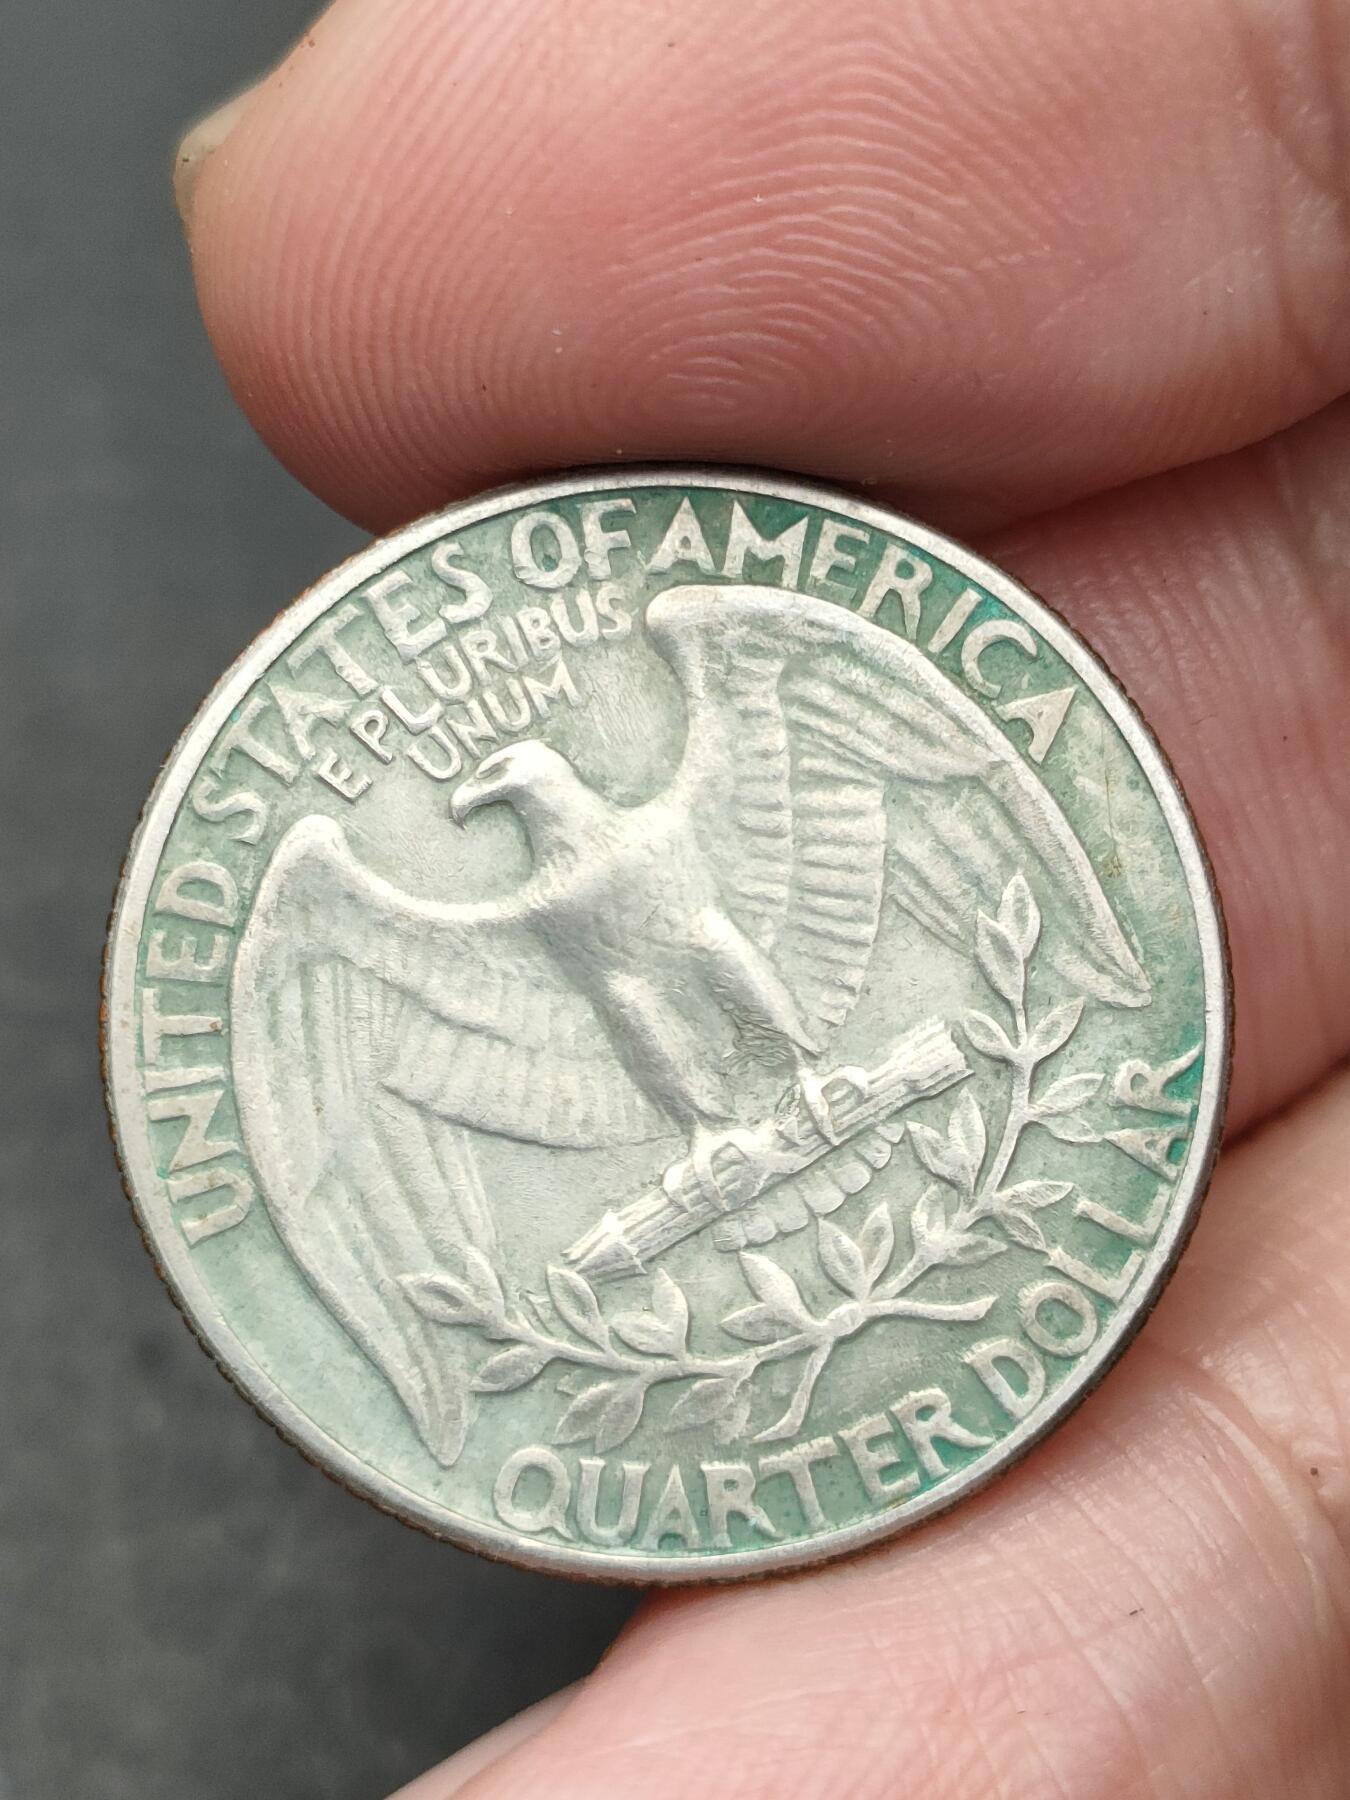 UNITED STATES OF AMERICA
E PLURIBUS
UNUM
QUARTER DOLLAR